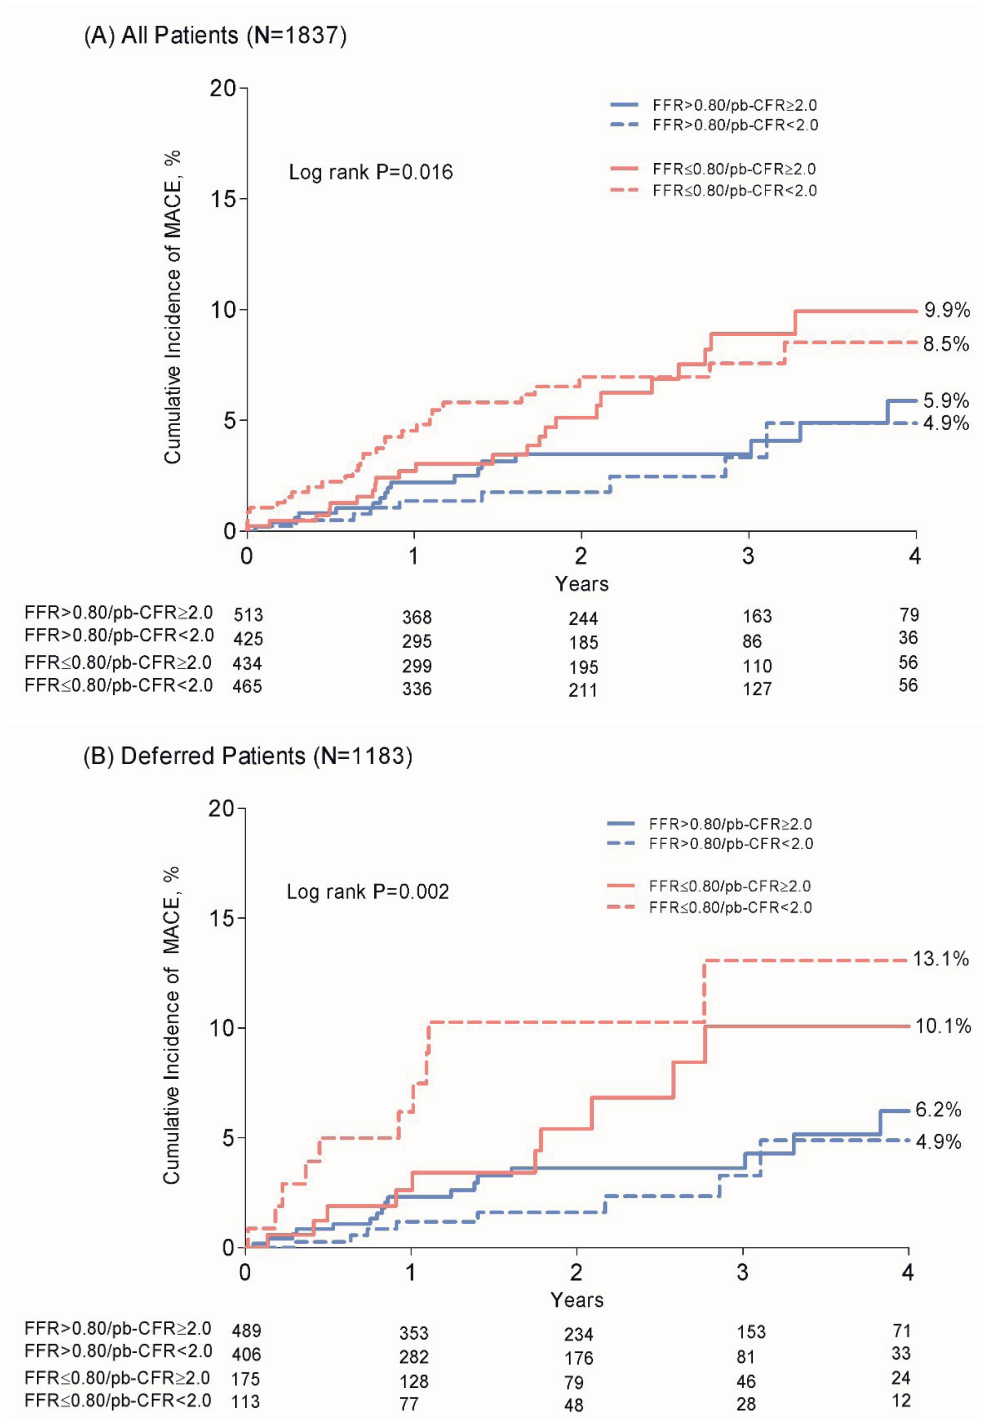 (A) All Patients (N=1837)
20
FFR>0.80/pb-CFR≥2.0
FFR>0.80/pb-CFR<2.0
Log rank P=0.016
FFR≤0.80/pb-CFR≥2.0
FFR≤0.80/pb-CFR<2.0
15
Cumulative Incidence of MACE, %
10
9.9%
8.5%
5
5.9%
4.9%
0
0 1 2 3 4
Years
FFR>0.80/pb-CFR≥2.0 513 368 244 163 79
FFR>0.80/pb-CFR<2.0 425 295 185 86 36
FFR≤0.80/pb-CFR≥2.0 434 299 195 110 56
FFR≤0.80/pb-CFR<2.0 465 336 211 127 56
(B) Deferred Patients (N=1183)
20
FFR>0.80/pb-CFR≥2.0
FFR>0.80/pb-CFR<2.0
Log rank P=0.002
FFR≤0.80/pb-CFR≥2.0
FFR≤0.80/pb-CFR<2.0
15
Cumulative Incidence of MACE, %
13.1%
10
10.1%
6.2%
5
4.9%
0
0 1 2 3 4
Years
FFR>0.80/pb-CFR≥2.0 489 353 234 153 71
FFR>0.80/pb-CFR<2.0 406 282 176 81 33
FFR≤0.80/pb-CFR≥2.0 175 128 79 46 24
FFR≤0.80/pb-CFR<2.0 113 77 48 28 12